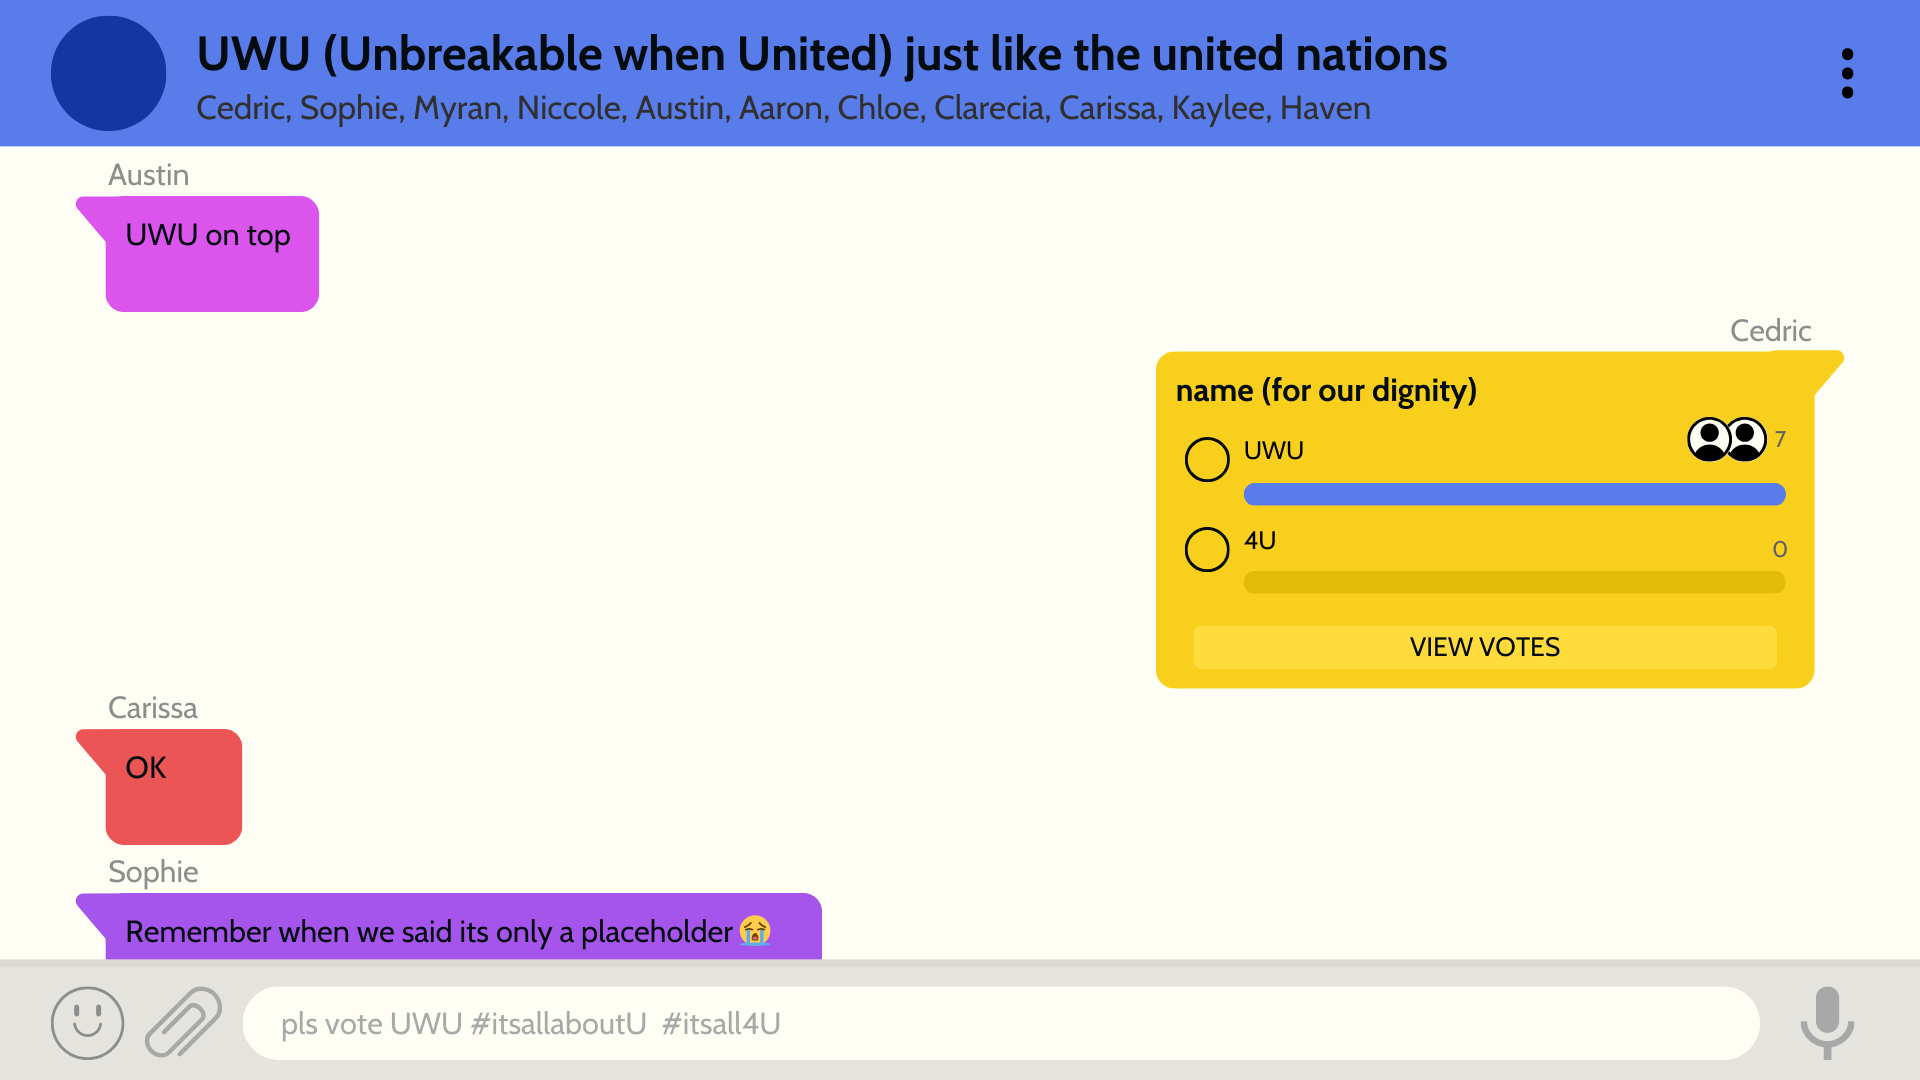 UWU (Unbreakable when United) just like the united nations
Cedric, Sophie, Myran, Niccole, Austin, Aaron, Chloe, Clarecia, Carissa, Kaylee, Haven
Austin
UWU on top
Cedric
name (for our dignity)
UWU 7
4U 0
VIEW VOTES
Carissa
OK
Sophie
Remember when we said its only a placeholder 😭
pls vote UWU #itsallaboutU #itsall4U